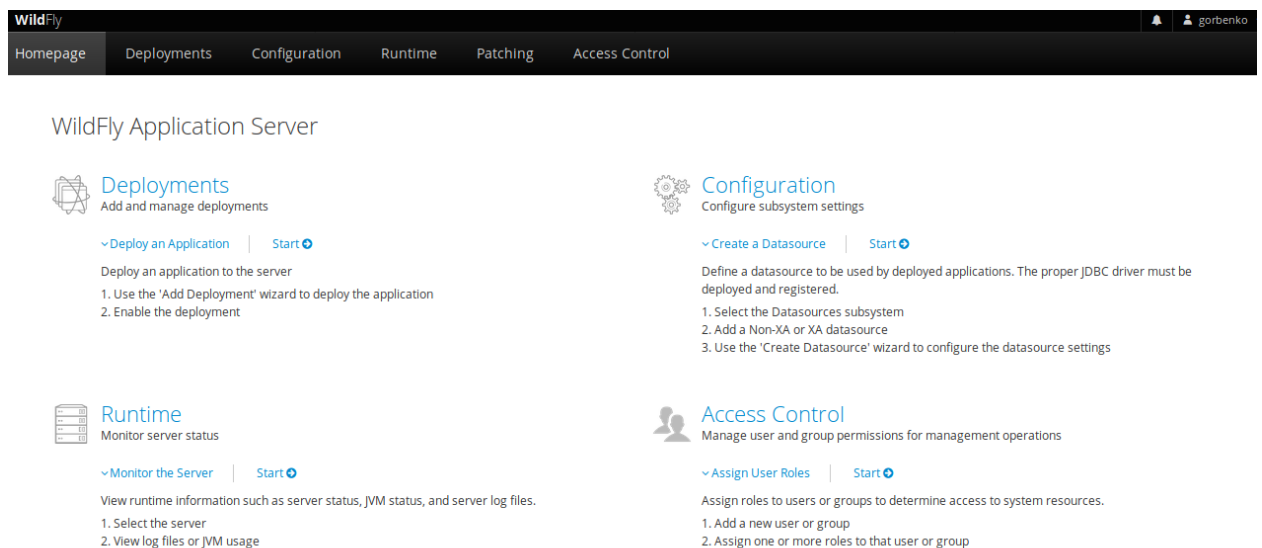 WildFly
gorbenko
Homepage Deployments Configuration Runtime Patching Access Control
WildFly Application Server
Deployments
Add and manage deployments
Deploy an Application Start
Deploy an application to the server
1. Use the 'Add Deployment' wizard to deploy the application
2. Enable the deployment
Configuration
Configure subsystem settings
Create a Datasource Start
Define a datasource to be used by deployed applications. The proper JDBC driver must be
deployed and registered.
1. Select the Datasources subsystem
2. Add a Non-XA or XA datasource
3. Use the 'Create Datasource' wizard to configure the datasource settings
Runtime
Monitor server status
Monitor the Server Start
View runtime information such as server status, JVM status, and server log files.
1. Select the server
2. View log files or JVM usage
Access Control
Manage user and group permissions for management operations
Assign User Roles Start
Assign roles to users or groups to determine access to system resources.
1. Add a new user or group
2. Assign one or more roles to that user or group